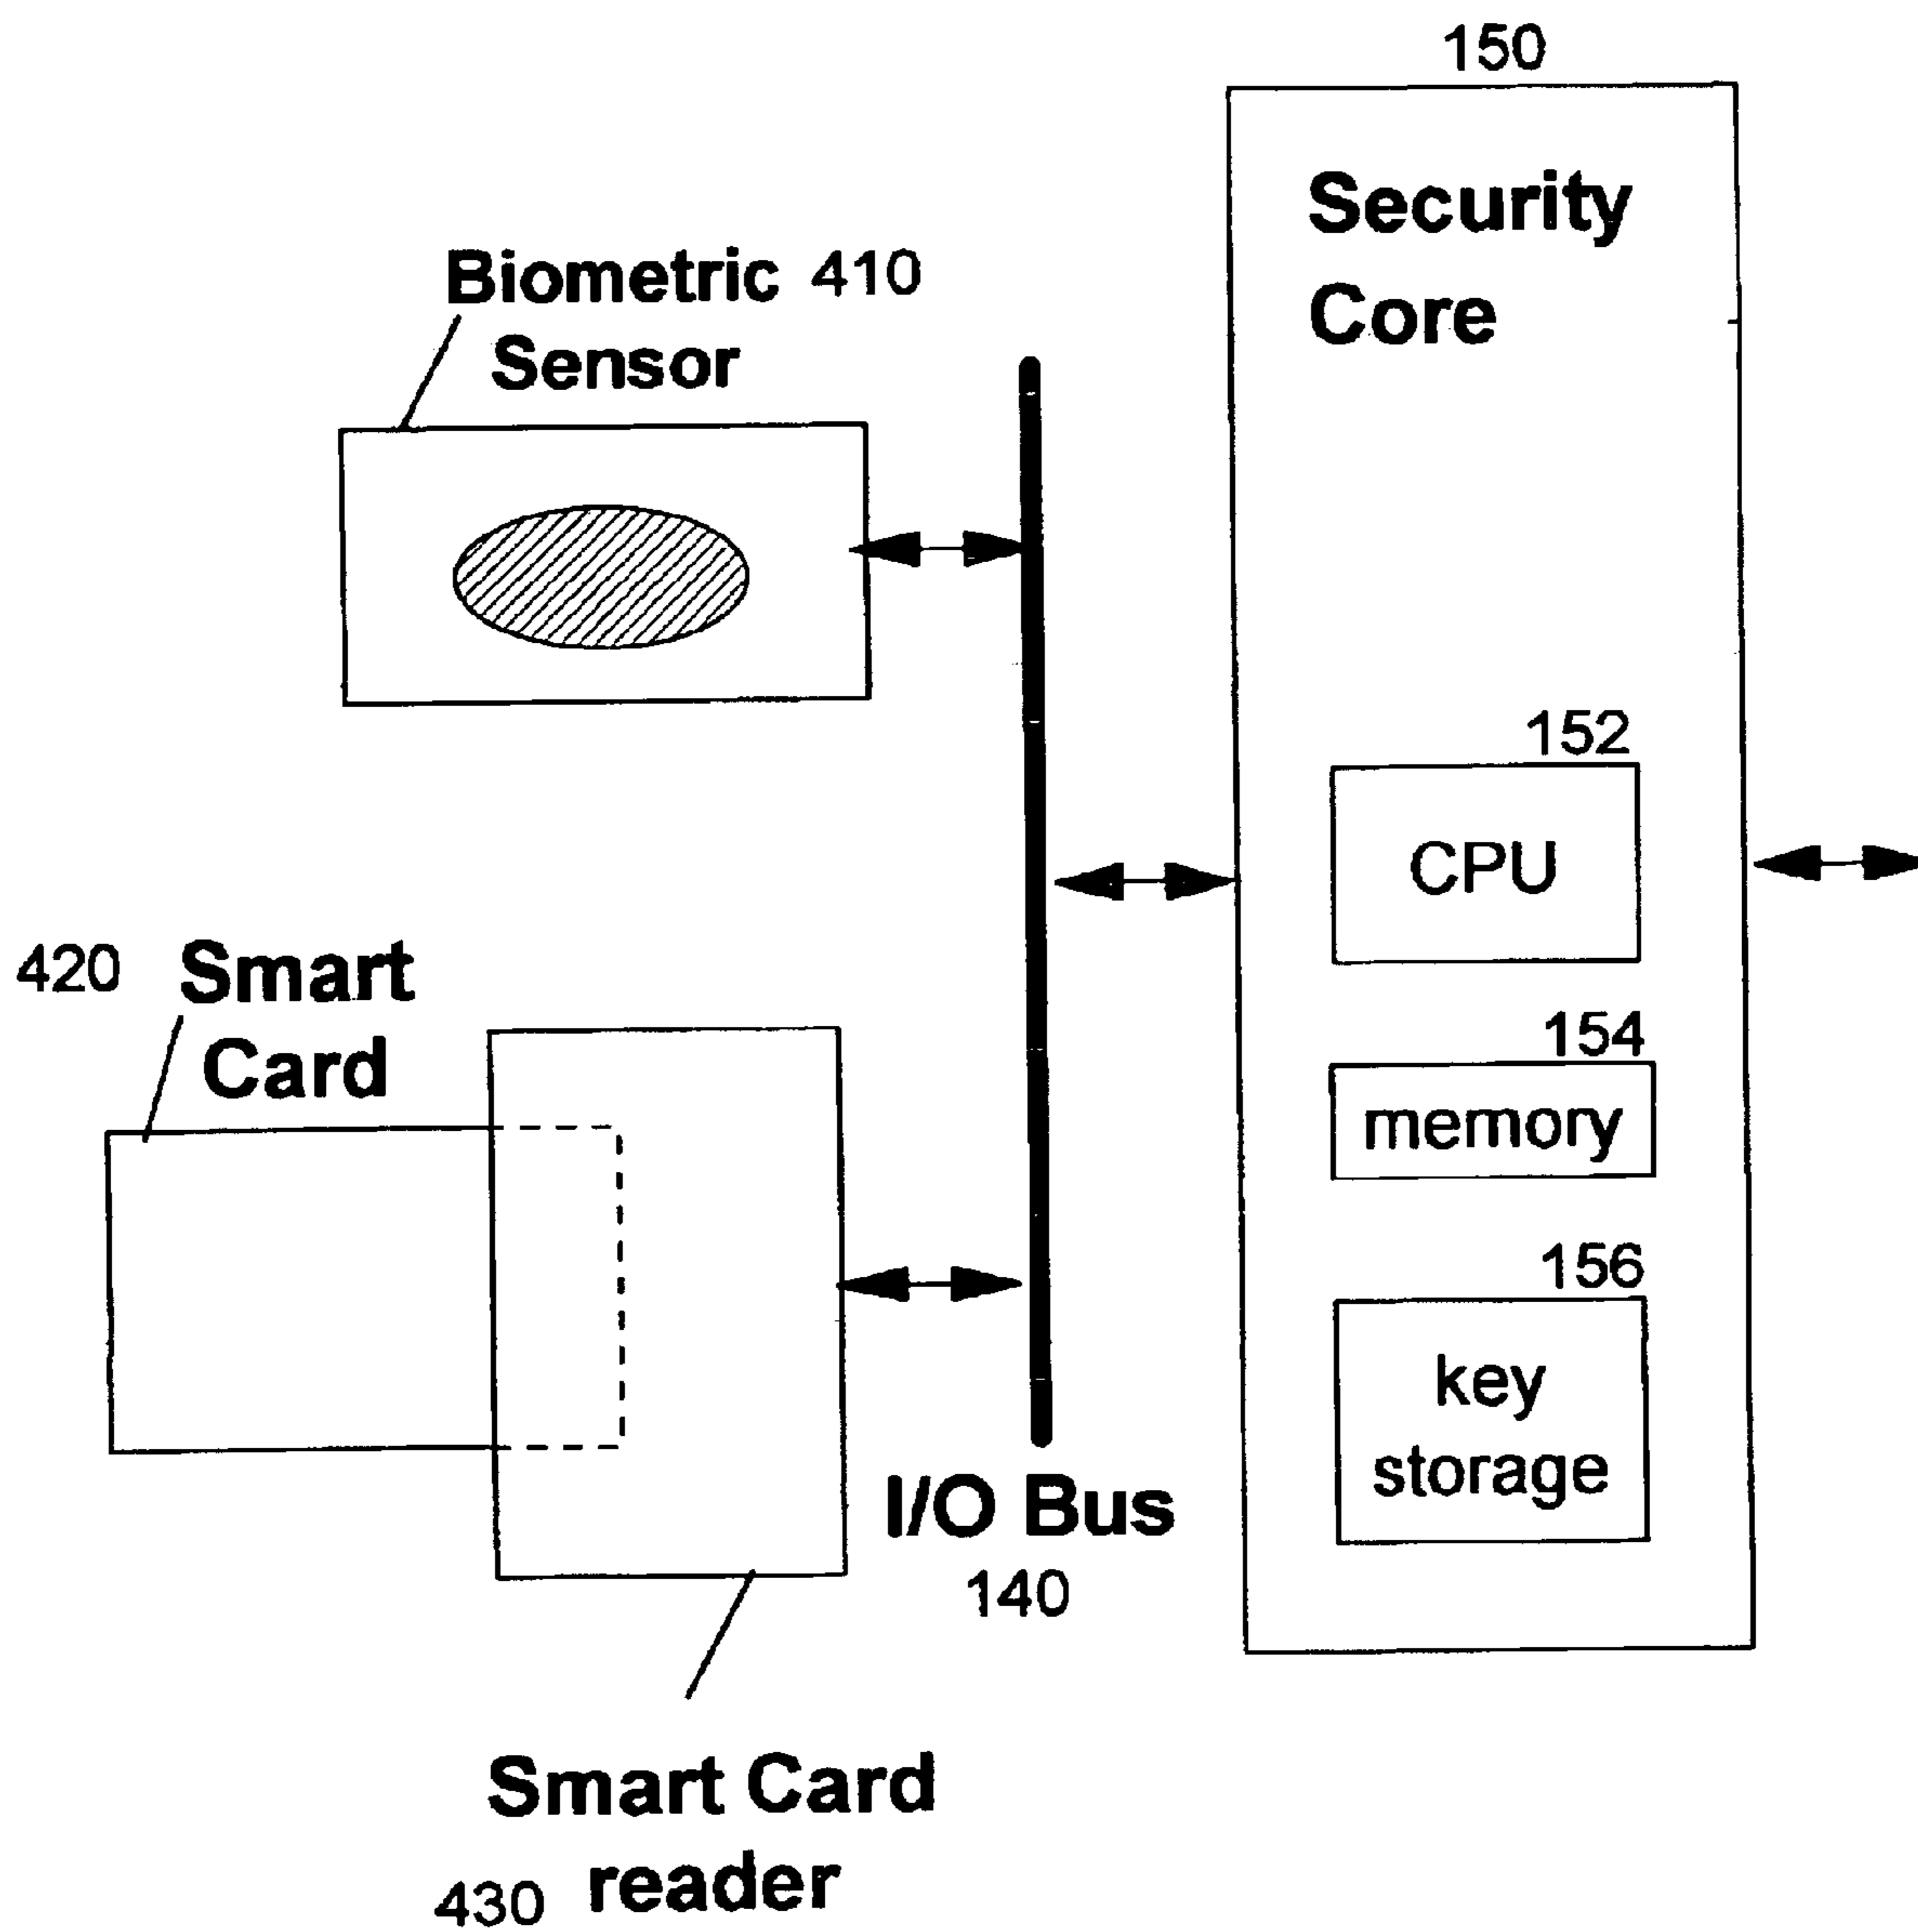 150
Security
Core
Biometric 410
Sensor
152
CPU
420 Smart
Card
154
memory
156
key
storage
I/O Bus
140
Smart Card
430 reader